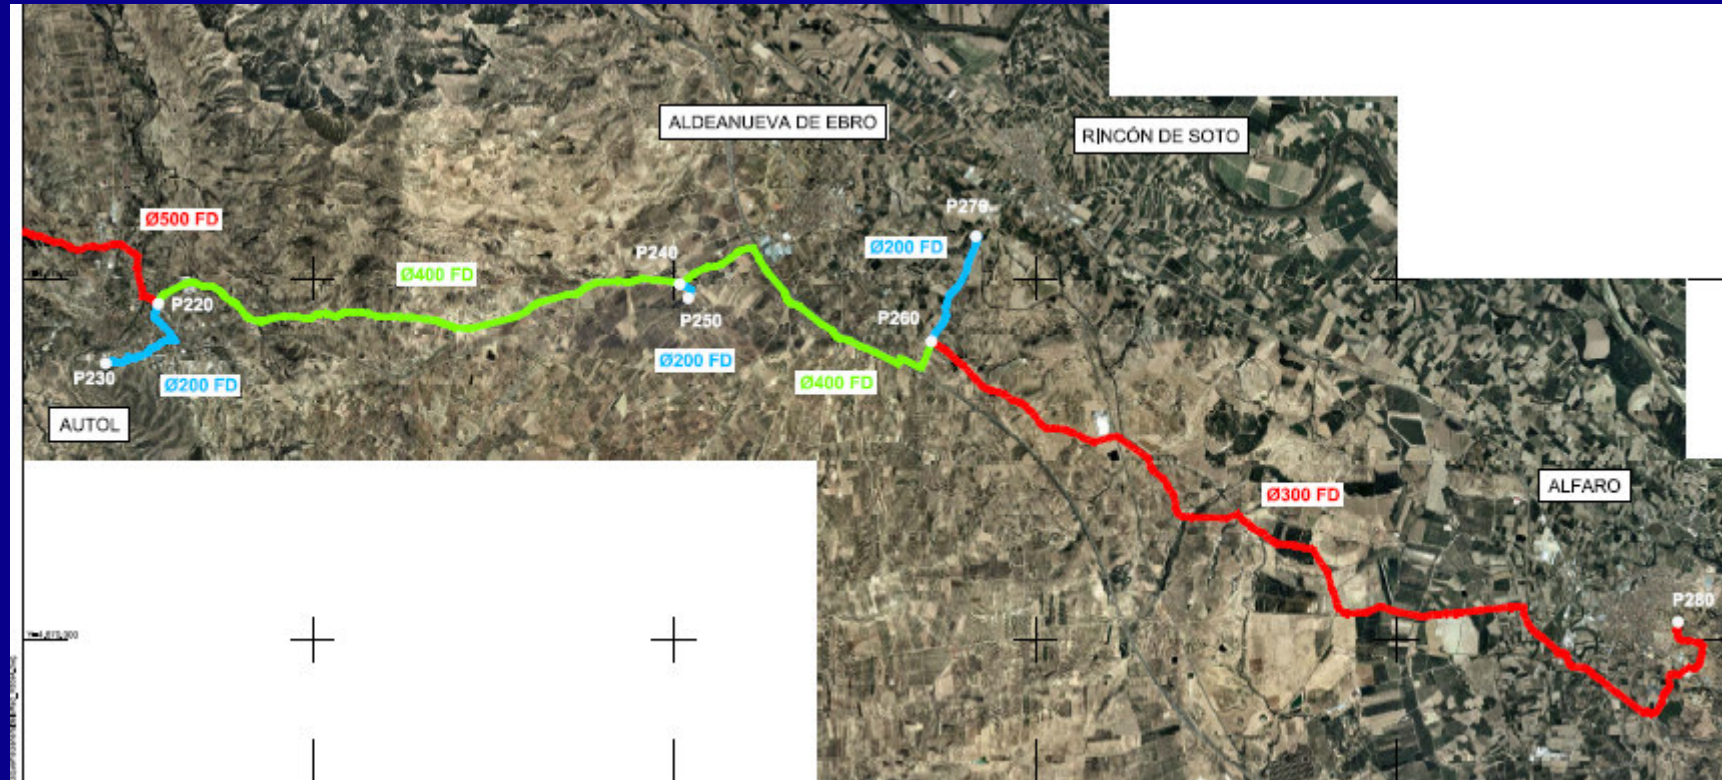 ALDEANUEVA DE EBRO
RINCÓN DE SOTO
Ø500 FD
P270
Ø200 FD
P240
Ø400 FD
P220
P250
P260
Ø200 FD
P230
Ø200 FD
Ø400 FD
AUTOL
ALFARO
Ø300 FD
P280